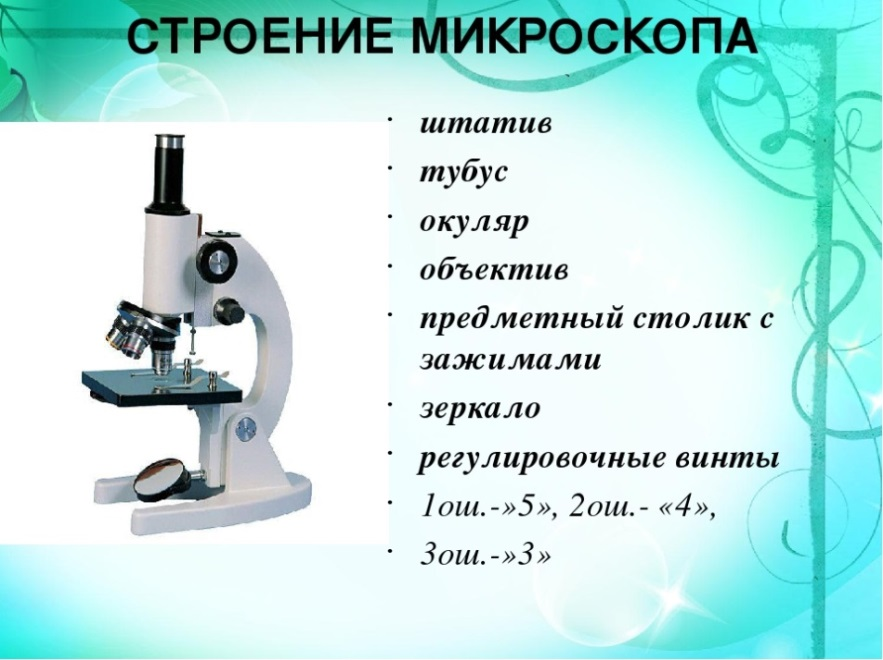 СТРОЕНИЕ МИКРОСКОПА
· штатив
· тубус
· окуляр
· объектив
· предметный столик с
зажимами
· зеркало
· регулировочные винты
· 1ош.-»5», 2ош.- «4»,
· 3ош.-»3»